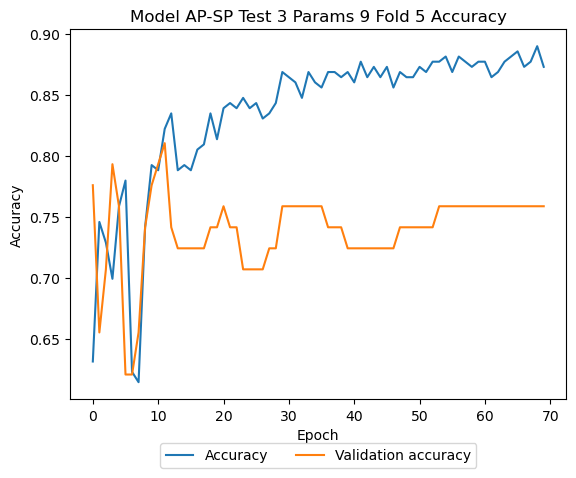 Model AP-SP Test 3 Params 9 Fold 5 Accuracy
0.90
0.85
0.80
0.75
0.70
0.65
Accuracy
0 10 20 30 40 50 60 70
Epoch
Accuracy Validation accuracy